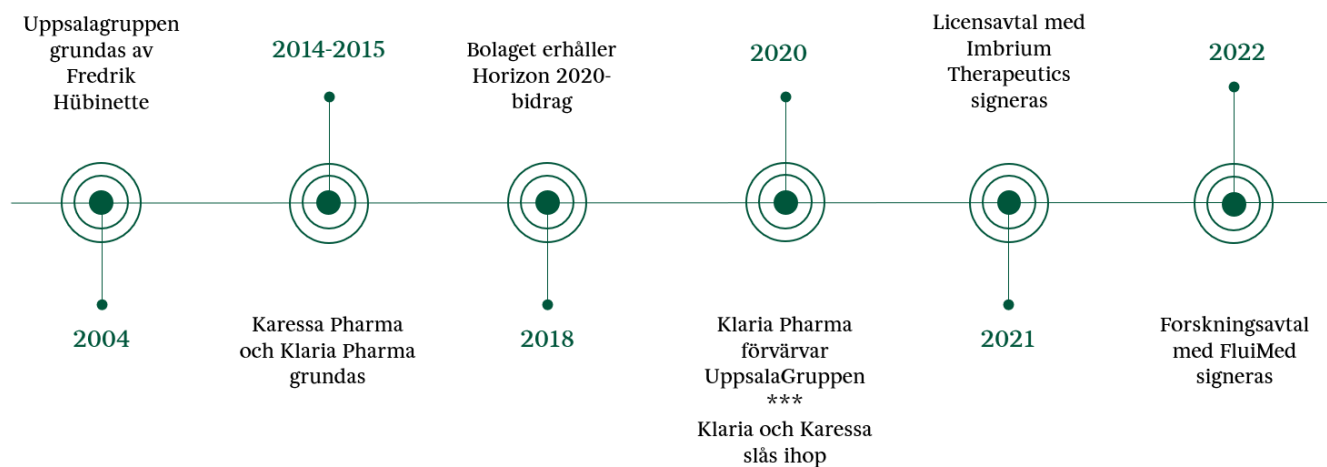 Uppsalagruppen
grundas av
Fredrik
Hübinette
2004
2014-2015
Karessa Pharma
och Klaria Pharma
grundas
Bolaget erhåller
Horizon 2020-
bidrag
2018
2020
Klaria Pharma
förvärvar
UppsalaGruppen
***
Klaria och Karessa
slås ihop
Licensavtal med
Imbrium
Therapeutics
signeras
2021
2022
Forskningsavtal
med FluiMed
signeras